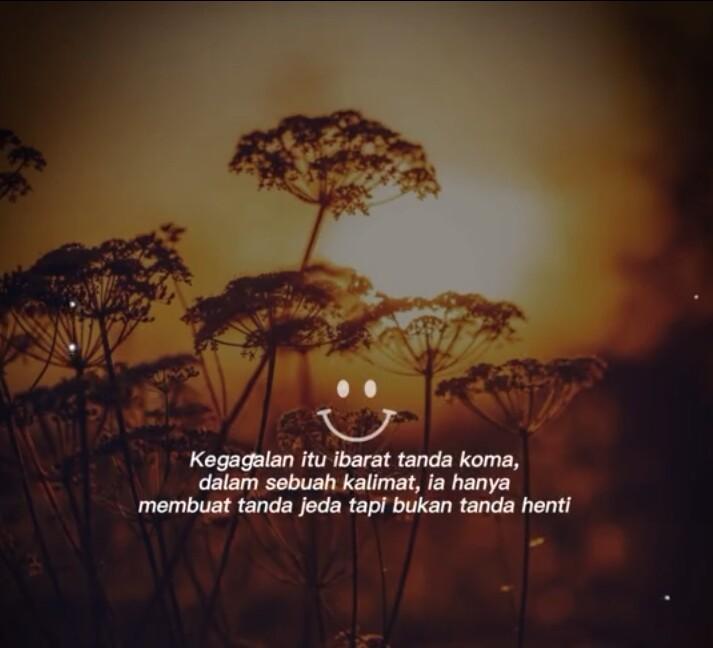 Kegagalan itu ibarat tanda koma,
dalam sebuah kalimat, ia hanya
membuat tanda jeda tapi bukan tanda henti